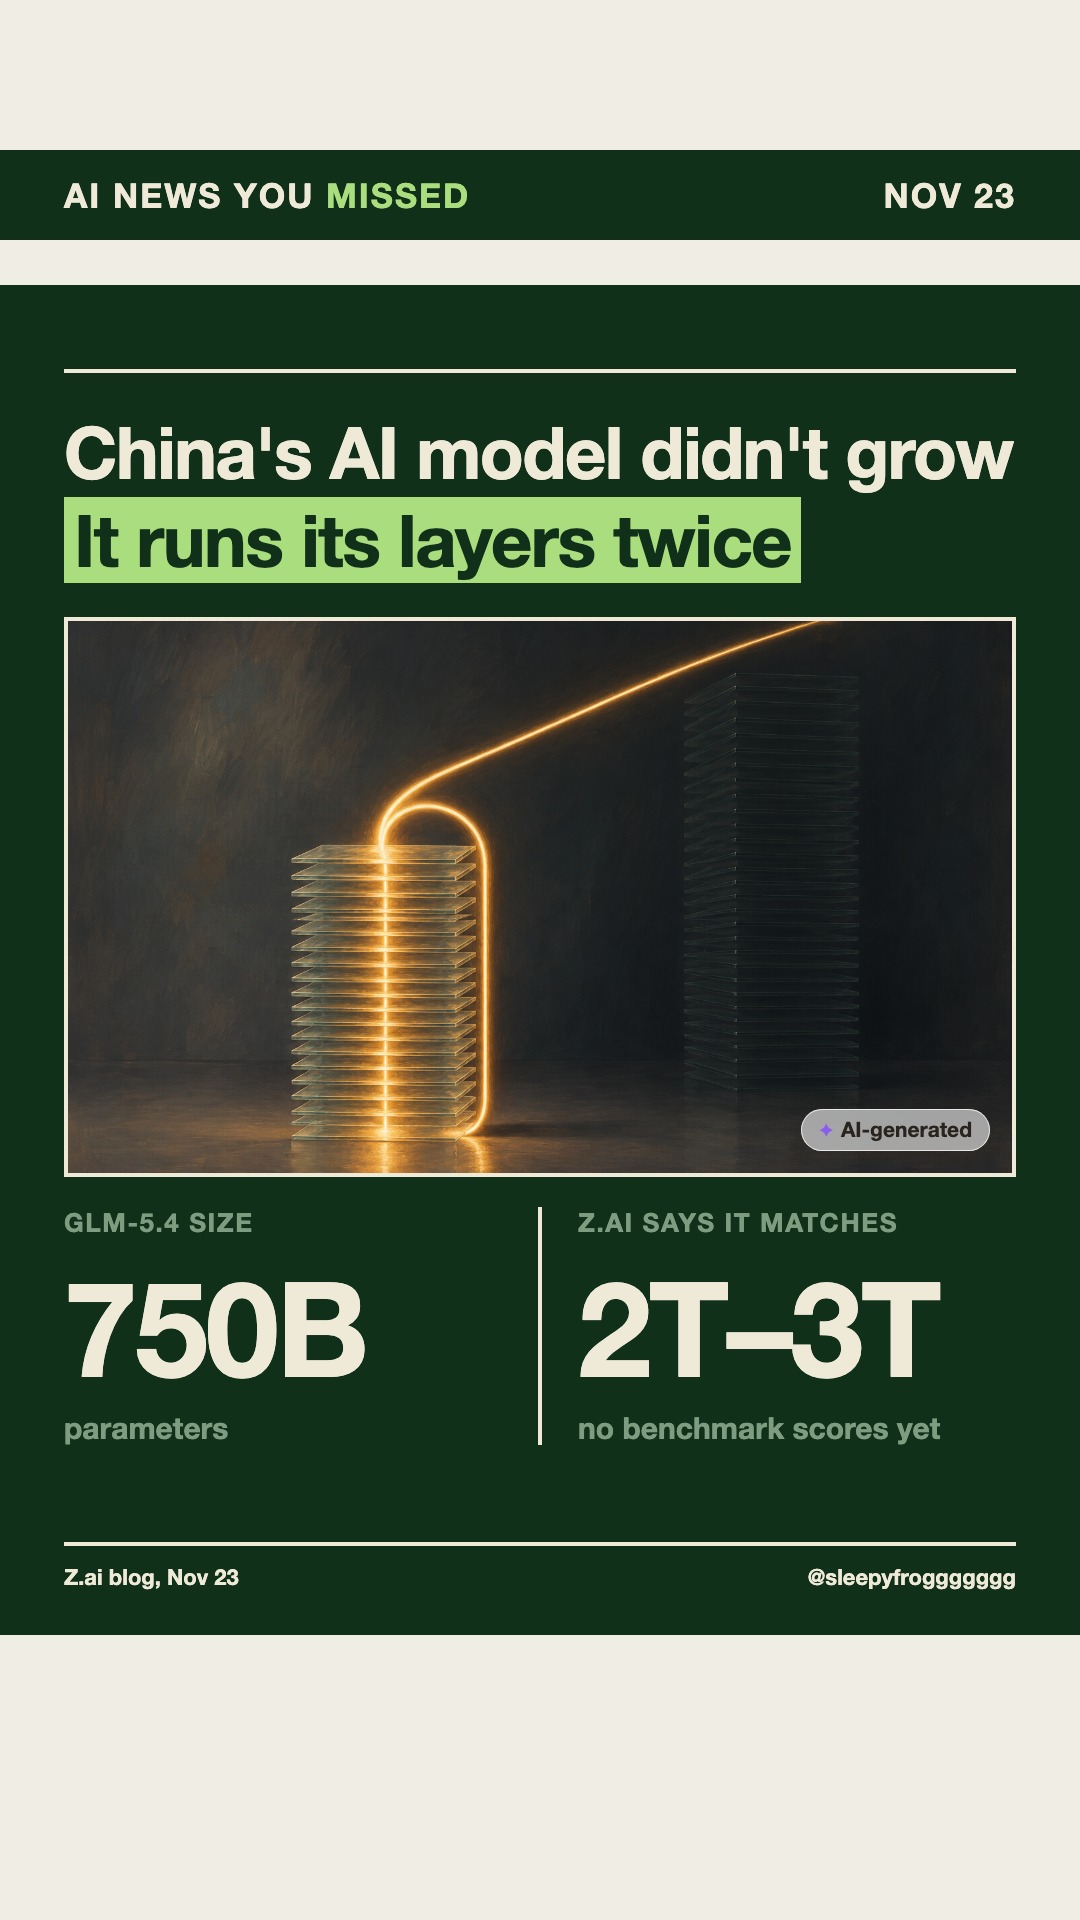 AI NEWS YOU MISSED
NOV 23
China's AI model didn't grow
It runs its layers twice
AI-generated
GLM-5.4 SIZE
750B
parameters
Z.AI SAYS IT MATCHES
2T–3T
no benchmark scores yet
Z.ai blog, Nov 23
@sleepyfroggggggg